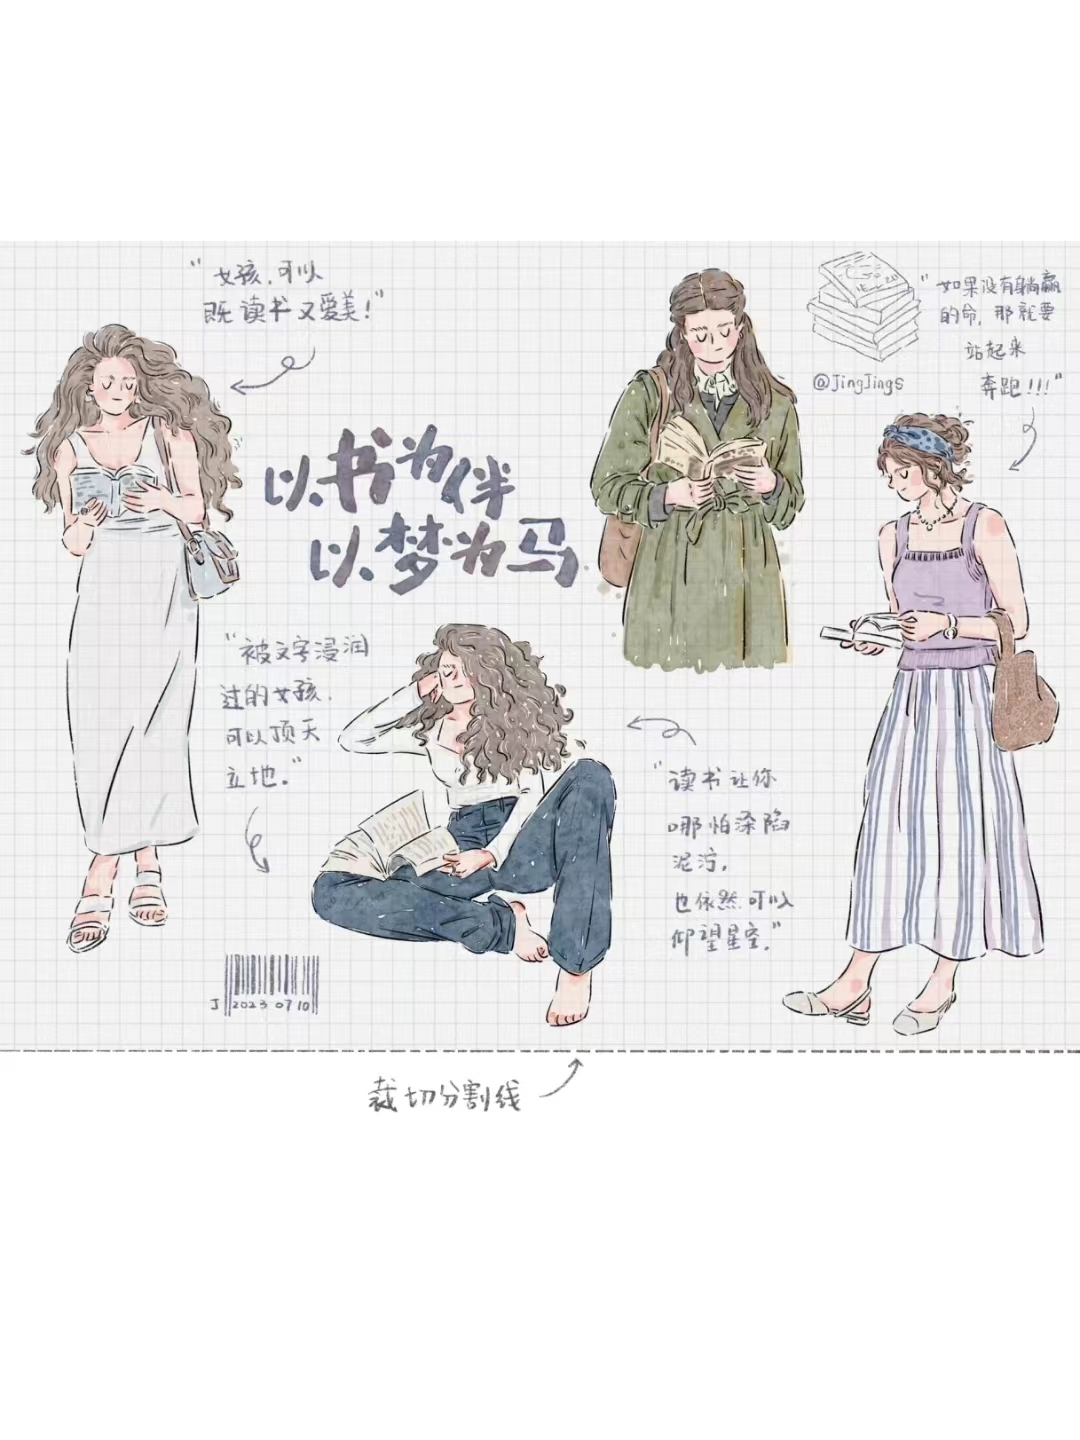 “女孩,可以
既读书又爱美!”
“如果没有躺赢
的命,那就要
站起来
奔跑!!!”
@JingJings
以书为伴
以梦为马
“被文字浸润
过的女孩.
可以顶天
立地。”
“读书让你
哪怕深陷
泥泞,
也依然可以
仰望星空。”
J 2023 07 10
裁切分割线